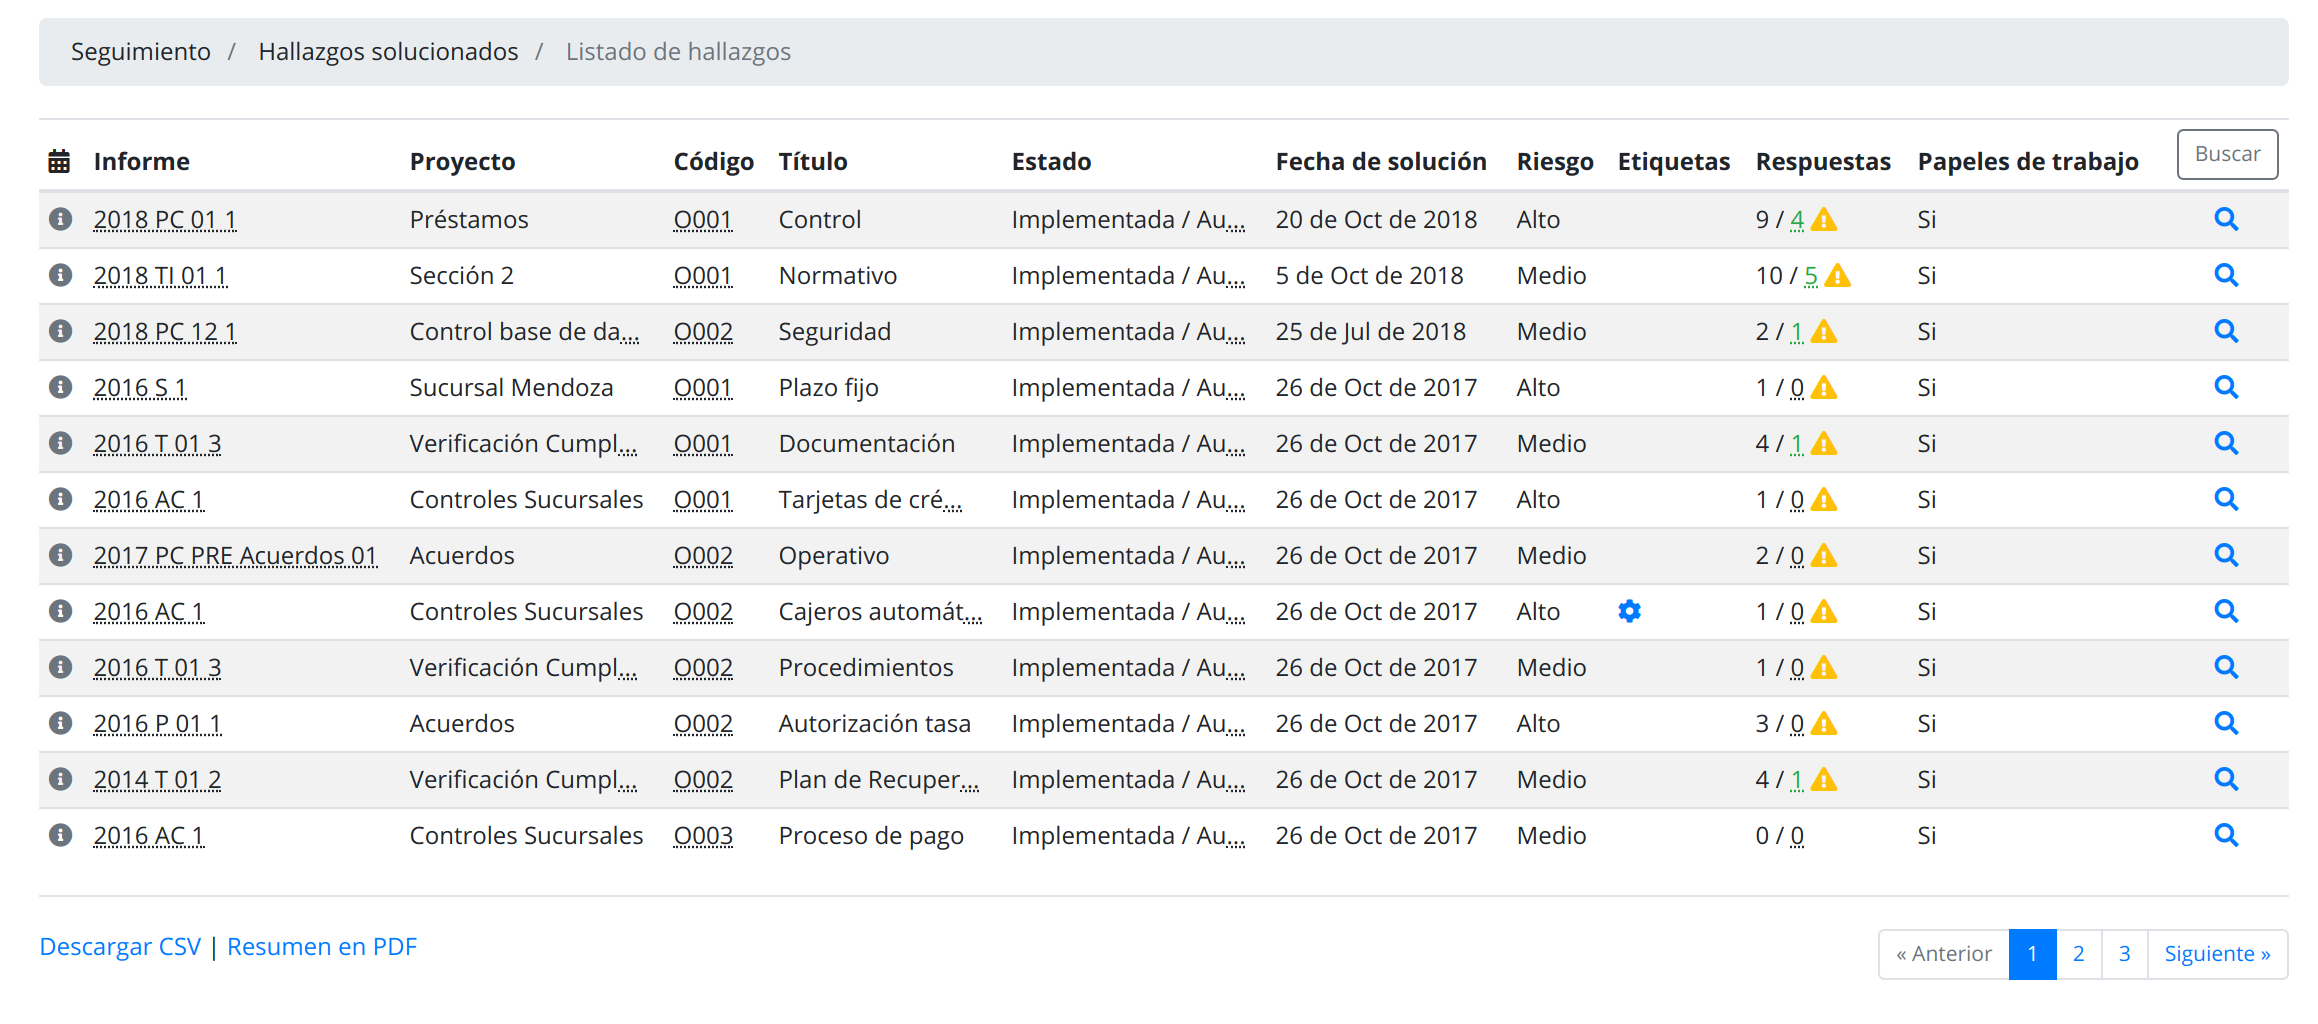 Seguimiento / Hallazgos solucionados / Listado de hallazgos
Informe Proyecto Código Título Estado Fecha de solución Riesgo Etiquetas Respuestas Papeles de trabajo Buscar
2018 PC 01 1 Préstamos O001 Control Implementada / Au... 20 de Oct de 2018 Alto 9 / 4 Si
2018 TI 01 1 Sección 2 O001 Normativo Implementada / Au... 5 de Oct de 2018 Medio 10 / 5 Si
2018 PC 12 1 Control base de da... O002 Seguridad Implementada / Au... 25 de Jul de 2018 Medio 2 / 1 Si
2016 S 1 Sucursal Mendoza O001 Plazo fijo Implementada / Au... 26 de Oct de 2017 Alto 1 / 0 Si
2016 T 01 3 Verificación Cumpl... O001 Documentación Implementada / Au... 26 de Oct de 2017 Medio 4 / 1 Si
2016 AC 1 Controles Sucursales O001 Tarjetas de cré... Implementada / Au... 26 de Oct de 2017 Alto 1 / 0 Si
2017 PC PRE Acuerdos 01 Acuerdos O002 Operativo Implementada / Au... 26 de Oct de 2017 Medio 2 / 0 Si
2016 AC 1 Controles Sucursales O002 Cajeros automát... Implementada / Au... 26 de Oct de 2017 Alto 1 / 0 Si
2016 T 01 3 Verificación Cumpl... O002 Procedimientos Implementada / Au... 26 de Oct de 2017 Medio 1 / 0 Si
2016 P 01 1 Acuerdos O002 Autorización tasa Implementada / Au... 26 de Oct de 2017 Alto 3 / 0 Si
2014 T 01 2 Verificación Cumpl... O002 Plan de Recuper... Implementada / Au... 26 de Oct de 2017 Medio 4 / 1 Si
2016 AC 1 Controles Sucursales O003 Proceso de pago Implementada / Au... 26 de Oct de 2017 Medio 0 / 0 Si
Descargar CSV | Resumen en PDF
« Anterior 1 2 3 Siguiente »